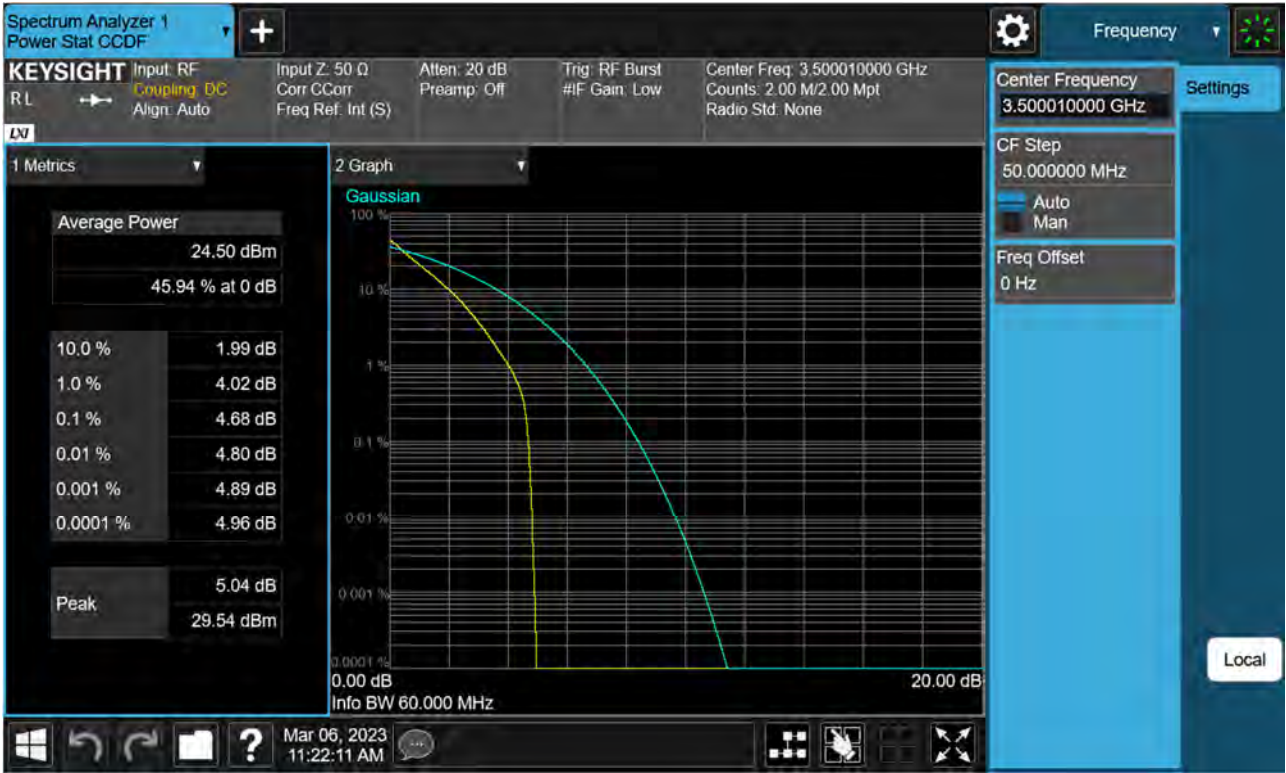 Spectrum Analyzer 1
Power Stat CCDF
Frequency
KEYSIGHT
R L
LXI
Input: RF
Coupling: DC
Align: Auto
Input Z: 50 Ω
Corr CCorr
Freq Ref: Int (S)
Atten: 20 dB
Preamp: Off
Trig: RF Burst
#IF Gain: Low
Center Freq: 3.500010000 GHz
Counts: 2.00 M/2.00 Mpt
Radio Std: None
Center Frequency
3.500010000 GHz
Settings
CF Step
50.000000 MHz
Auto
Man
Freq Offset
0 Hz
1 Metrics
Average Power
24.50 dBm
45.94 % at 0 dB
10.0 % 1.99 dB
1.0 % 4.02 dB
0.1 % 4.68 dB
0.01 % 4.80 dB
0.001 % 4.89 dB
0.0001 % 4.96 dB
Peak
5.04 dB
29.54 dBm
2 Graph
Gaussian
100 %
10 %
1 %
0.1 %
0.01 %
0.001 %
0.0001 %
0.00 dB 20.00 dB
Info BW 60.000 MHz
Local
?
Mar 06, 2023
11:22:11 AM